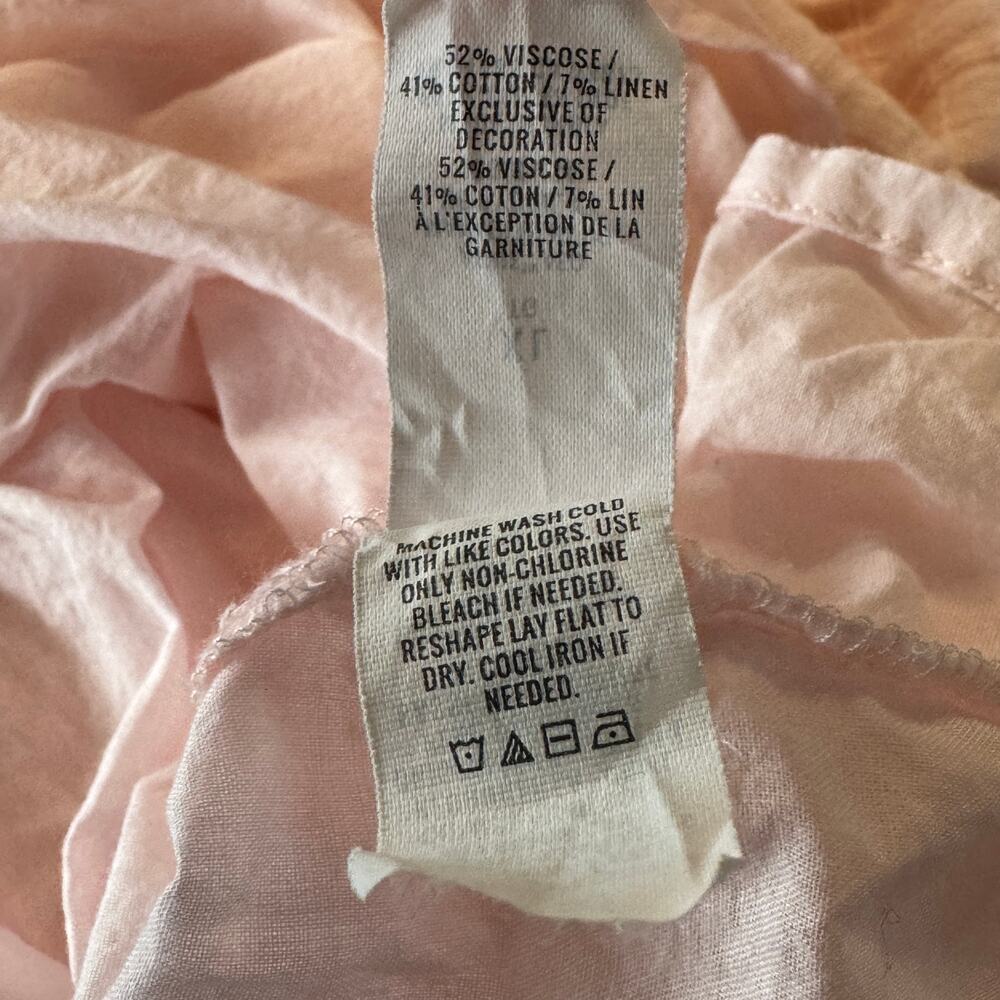 52% VISCOSE /
41% COTTON / 7% LINEN
EXCLUSIVE OF
DECORATION
52% VISCOSE /
41% COTON / 7% LIN
À L'EXCEPTION DE LA
GARNITURE
MACHINE WASH COLD
WITH LIKE COLORS. USE
ONLY NON-CHLORINE
BLEACH IF NEEDED.
RESHAPE LAY FLAT TO
DRY. COOL IRON IF
NEEDED.